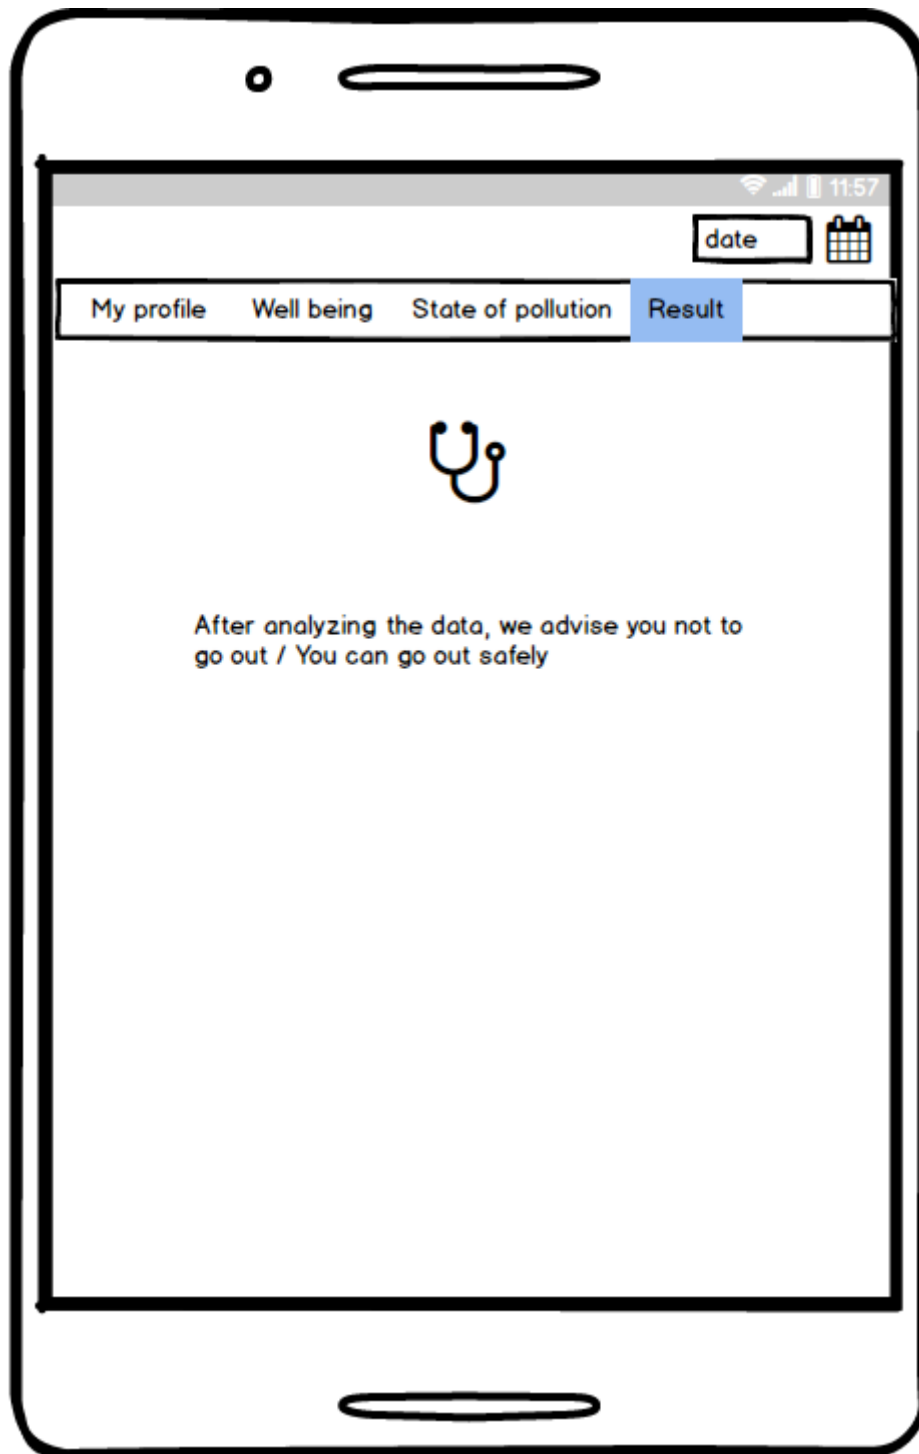 11:57
date
My profile Well being State of pollution Result
After analyzing the data, we advise you not to
go out / You can go out safely